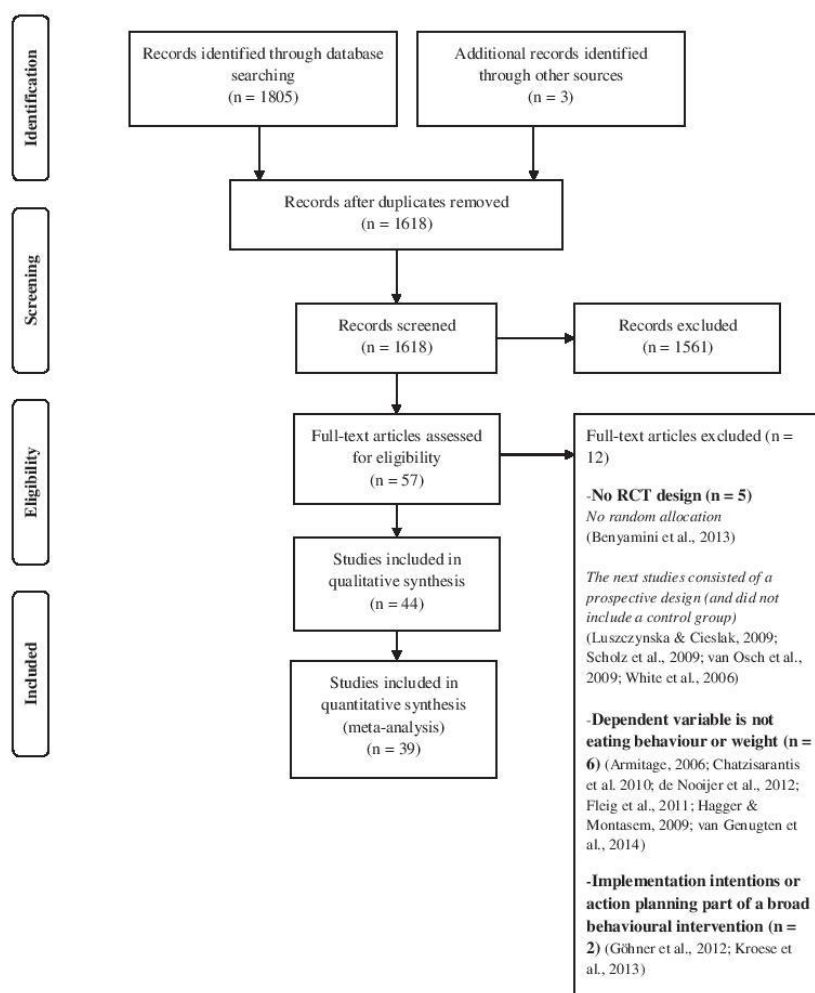 Identification
Records identified through database
searching
(n = 1805)
Additional records identified
through other sources
(n = 3)
Records after duplicates removed
(n = 1618)
Screening
Records screened
(n = 1618)
Records excluded
(n = 1561)
Eligibility
Full-text articles assessed
for eligibility
(n = 57)
Full-text articles excluded (n =
12)
-No RCT design (n = 5)
No random allocation
(Benyamini et al., 2013)
The next studies consisted of a
prospective design (and did not
include a control group)
(Luszczynska & Cieslak, 2009;
Scholz et al., 2009; van Osch et al.,
2009; White et al., 2006)
-Dependent variable is not
eating behaviour or weight (n =
6) (Armitage, 2006; Chatzisarantis
et al. 2010; de Nooijer et al., 2012;
Fleig et al., 2011; Hagger &
Montasem, 2009; van Genugten et
al., 2014)
-Implementation intentions or
action planning part of a broad
behavioural intervention (n =
2) (Göhner et al., 2012; Kroese et
al., 2013)
Studies included in
qualitative synthesis
(n = 44)
Included
Studies included in
quantitative synthesis
(meta-analysis)
(n = 39)